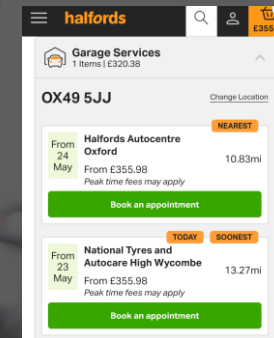 halfords
£355
Garage Services
1 Items | £320.38
OX49 5JJ
Change Location
NEAREST
From
24
May
Halfords Autocentre
Oxford
From £355.98
Peak time fees may apply
10.83mi
Book an appointment
TODAY
SOONEST
From
23
May
National Tyres and
Autocare High Wycombe
From £355.98
Peak time fees may apply
13.27mi
Book an appointment